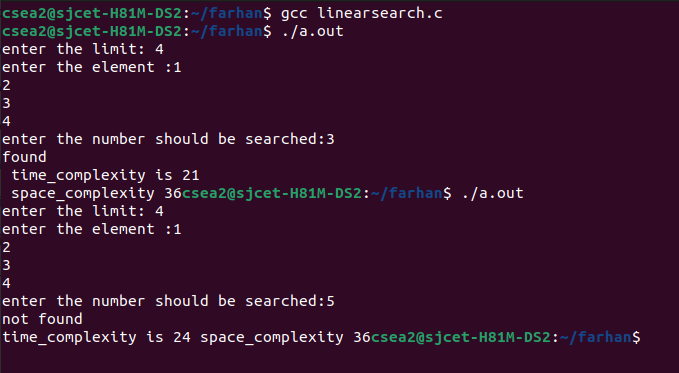 csea2@sjcet-H81M-DS2:~/farhan$ gcc linearsearch.c
csea2@sjcet-H81M-DS2:~/farhan$ ./a.out
enter the limit: 4
enter the element :1
2
3
4
enter the number should be searched:3
found
 time_complexity is 21
 space_complexity 36csea2@sjcet-H81M-DS2:~/farhan$ ./a.out
enter the limit: 4
enter the element :1
2
3
4
enter the number should be searched:5
not found
time_complexity is 24 space_complexity 36csea2@sjcet-H81M-DS2:~/farhan$